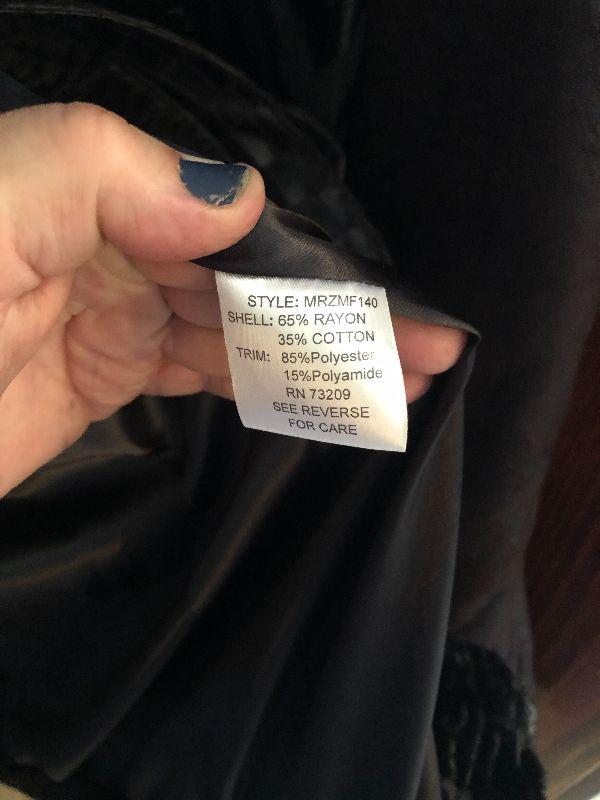 STYLE: MRZMF140
SHELL: 65% RAYON
35% COTTON
TRIM: 85%Polyester
15%Polyamide
RN 73209
SEE REVERSE
FOR CARE